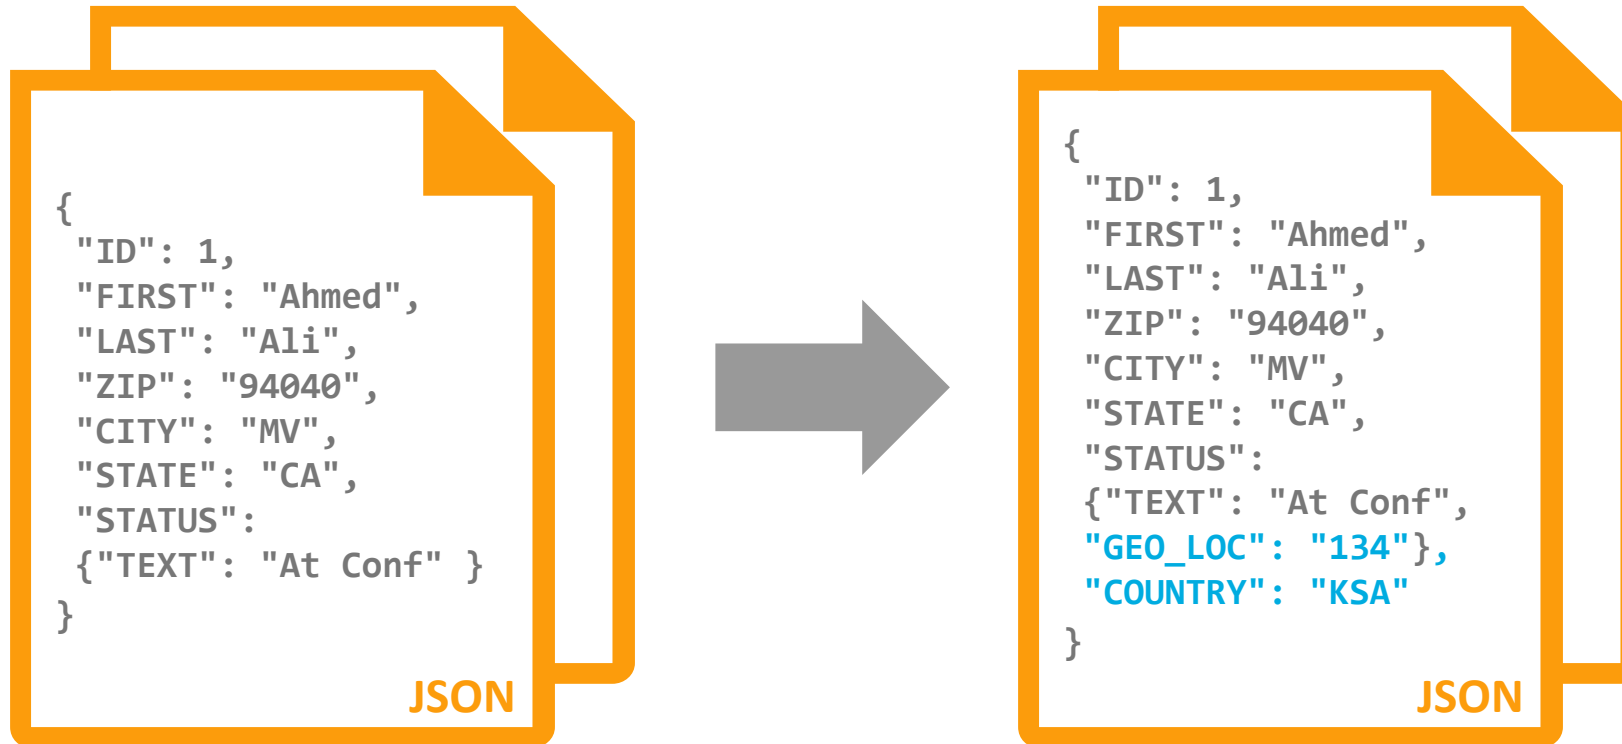 {
"ID": 1,
"FIRST": "Ahmed",
"LAST": "Ali",
"ZIP": "94040",
"CITY": "MV",
"STATE": "CA",
"STATUS":
{"TEXT": "At Conf" }
}
JSON
{
"ID": 1,
"FIRST": "Ahmed",
"LAST": "Ali",
"ZIP": "94040",
"CITY": "MV",
"STATE": "CA",
"STATUS":
{"TEXT": "At Conf",
"GEO_LOC": "134"},
"COUNTRY": "KSA"
}
JSON